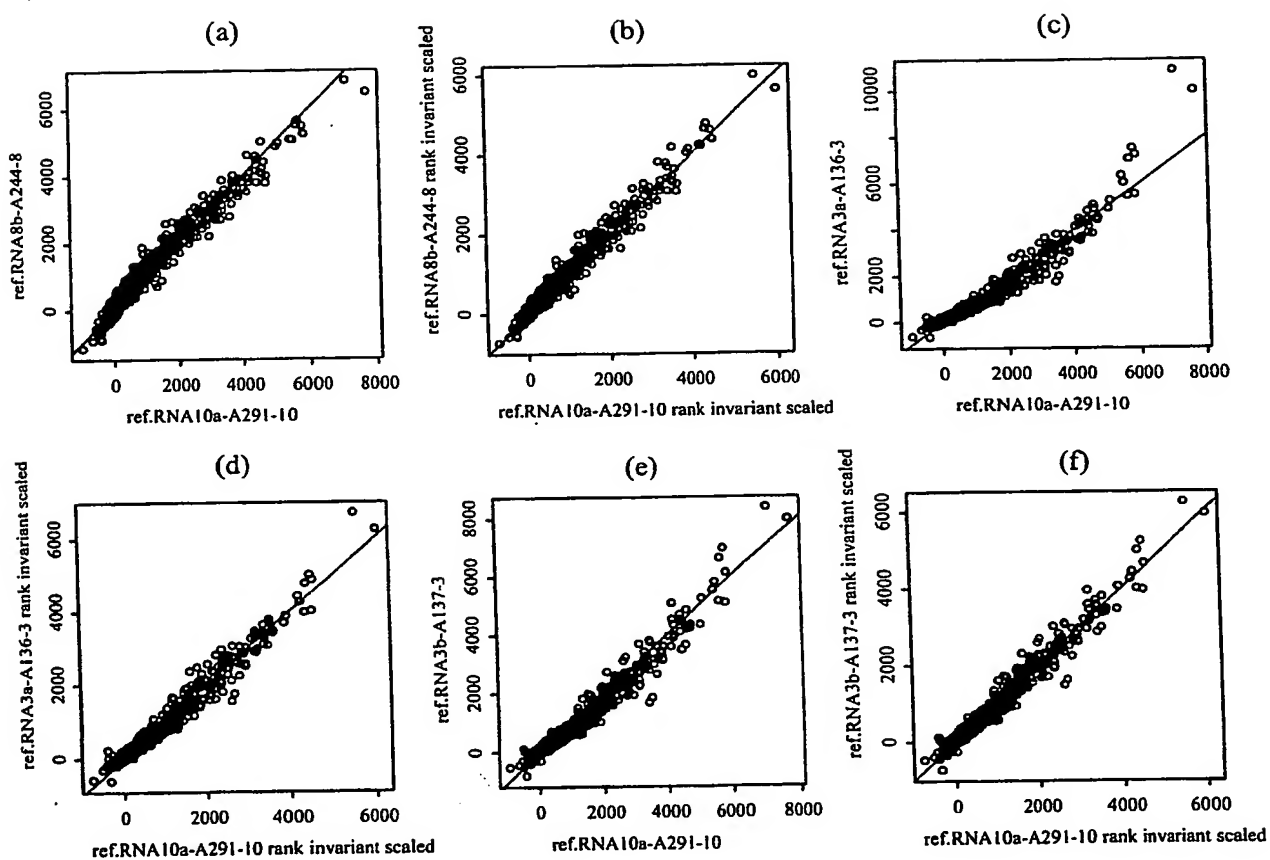 (a)
ref.RNA8b-A244-8
6000
4000
2000
0
0 2000 4000 6000 8000
ref.RNA10a-A291-10
(b)
ref.RNA8b-A244-8 rank invariant scaled
6000
4000
2000
0
0 2000 4000 6000
ref.RNA10a-A291-10 rank invariant scaled
(c)
ref.RNA3a-A136-3
10000
6000
2000
0
0 2000 4000 6000 8000
ref.RNA10a-A291-10
(d)
ref.RNA3a-A136-3 rank invariant scaled
6000
4000
2000
0
0 2000 4000 6000
ref.RNA10a-A291-10 rank invariant scaled
(e)
ref.RNA3b-A137-3
8000
6000
4000
2000
0
0 2000 4000 6000 8000
ref.RNA10a-A291-10
(f)
ref.RNA3b-A137-3 rank invariant scaled
6000
4000
2000
0
0 2000 4000 6000
ref.RNA10a-A291-10 rank invariant scaled